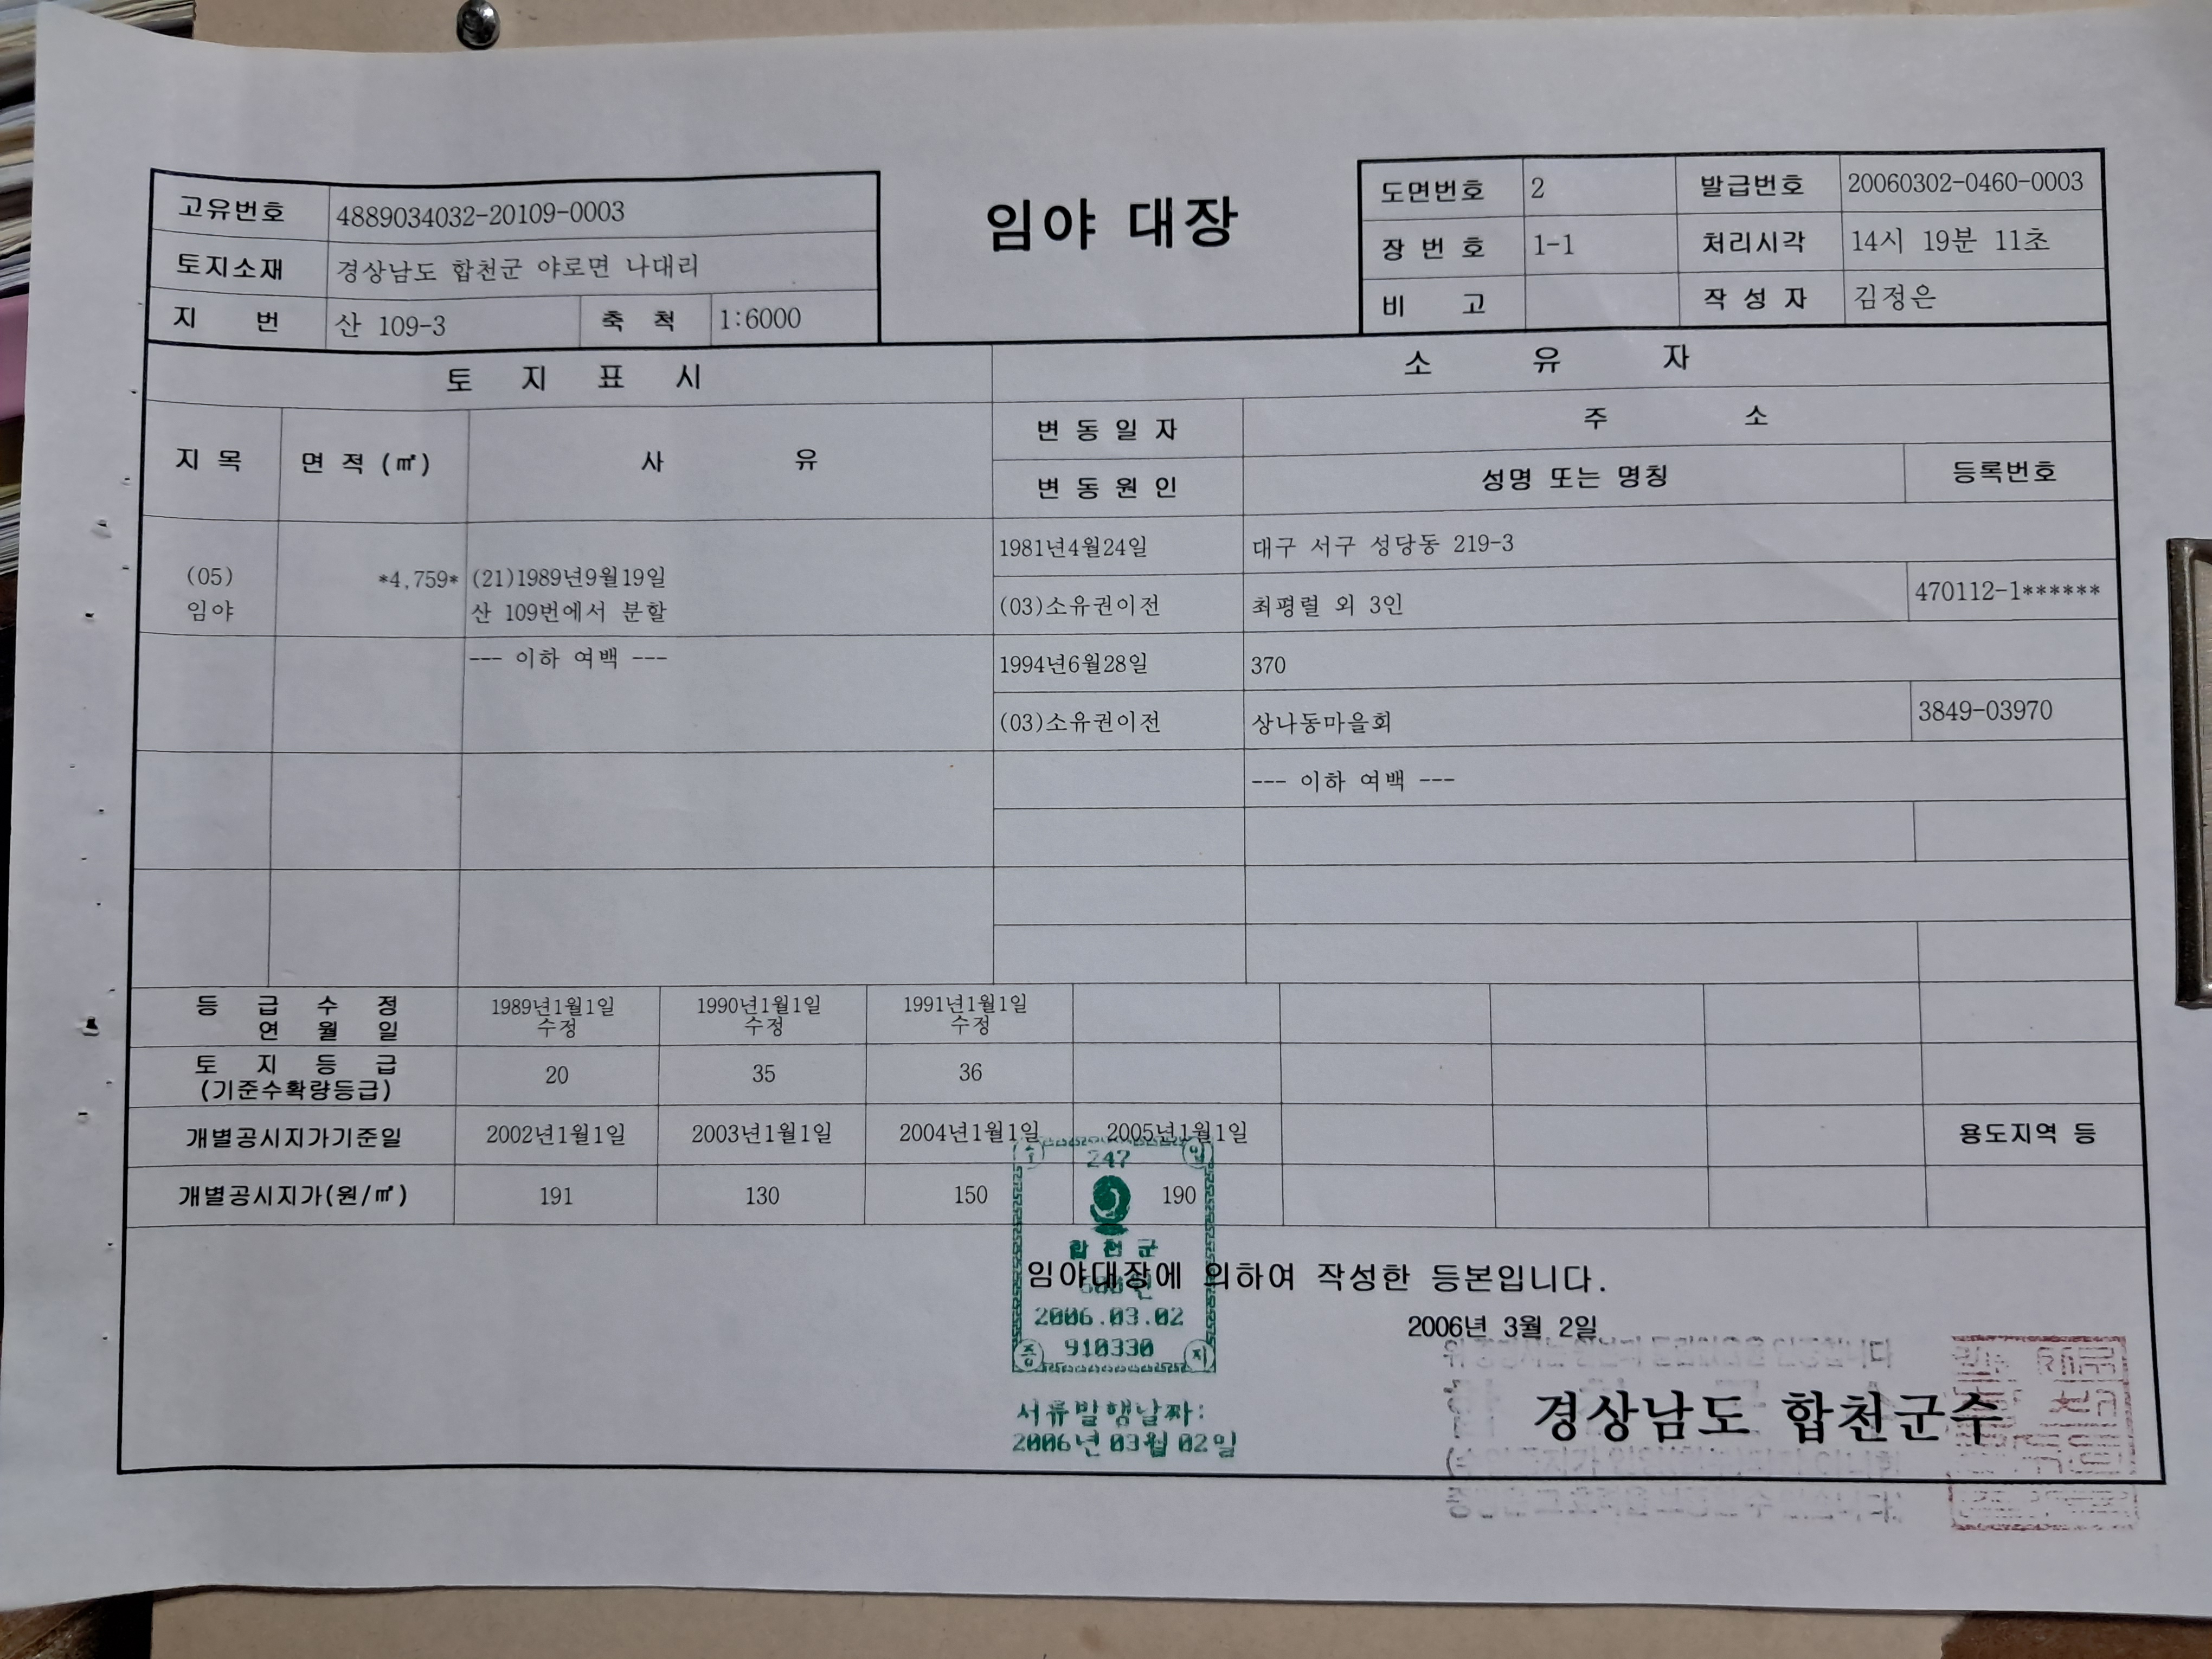 임야 대장
고유번호 4889034032-20109-0003
토지소재 경상남도 합천군 야로면 나대리
지 번 산 109-3 축 척 1:6000
도면번호 2 발급번호 20060302-0460-0003
장 번 호 1-1 처리시각 14시 19분 11초
비 고 작 성 자 김정은
토 지 표 시
소 유 자
지 목 면 적 (㎡) 사 유
변 동 일 자 주 소
변 동 원 인 성명 또는 명칭 등록번호
(05) *4,759* (21)1989년9월19일
임야 산 109번에서 분할
--- 이하 여백 ---
1981년4월24일 대구 서구 성당동 219-3
(03)소유권이전 최평렬 외 3인 470112-1******
1994년6월28일 370
(03)소유권이전 상나동마을회 3849-03970
--- 이하 여백 ---
등 급 수 정 1989년1월1일 1990년1월1일 1991년1월1일
연 월 일 수정 수정 수정
토 지 등 급 20 35 36
(기준수확량등급)
개별공시지가기준일 2002년1월1일 2003년1월1일 2004년1월1일 2005년1월1일 용도지역 등
개별공시지가(원/㎡) 191 130 150 190
수 입
247
합천군
2006.03.02
증 910330 지
서류발행날짜:
2006년 03월 02일
임야대장에 의하여 작성한 등본입니다.
2006년 3월 2일
경상남도 합천군수